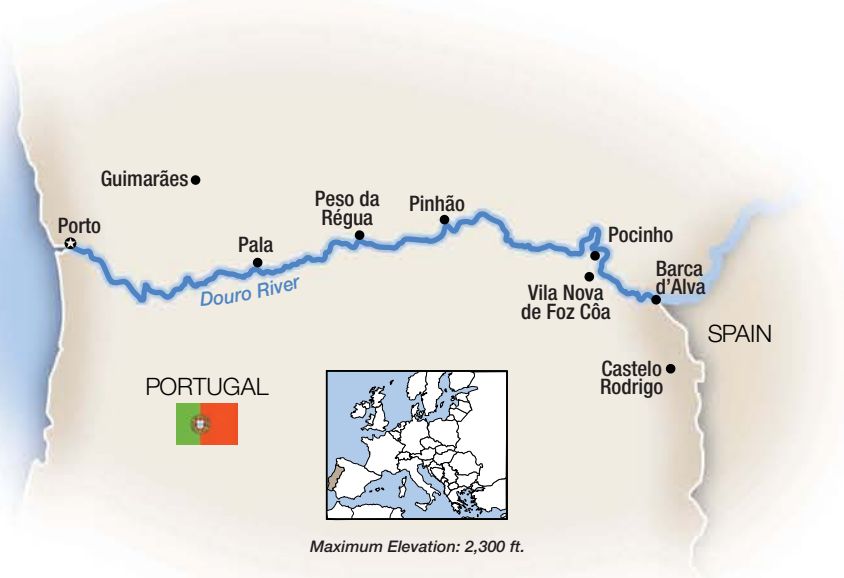 Guimarães
Porto
Peso da
Régua
Pinhão
Pala
Douro River
Pocinho
Barca
d'Alva
Vila Nova
de Foz Côa
SPAIN
Castelo
Rodrigo
PORTUGAL
Maximum Elevation: 2,300 ft.